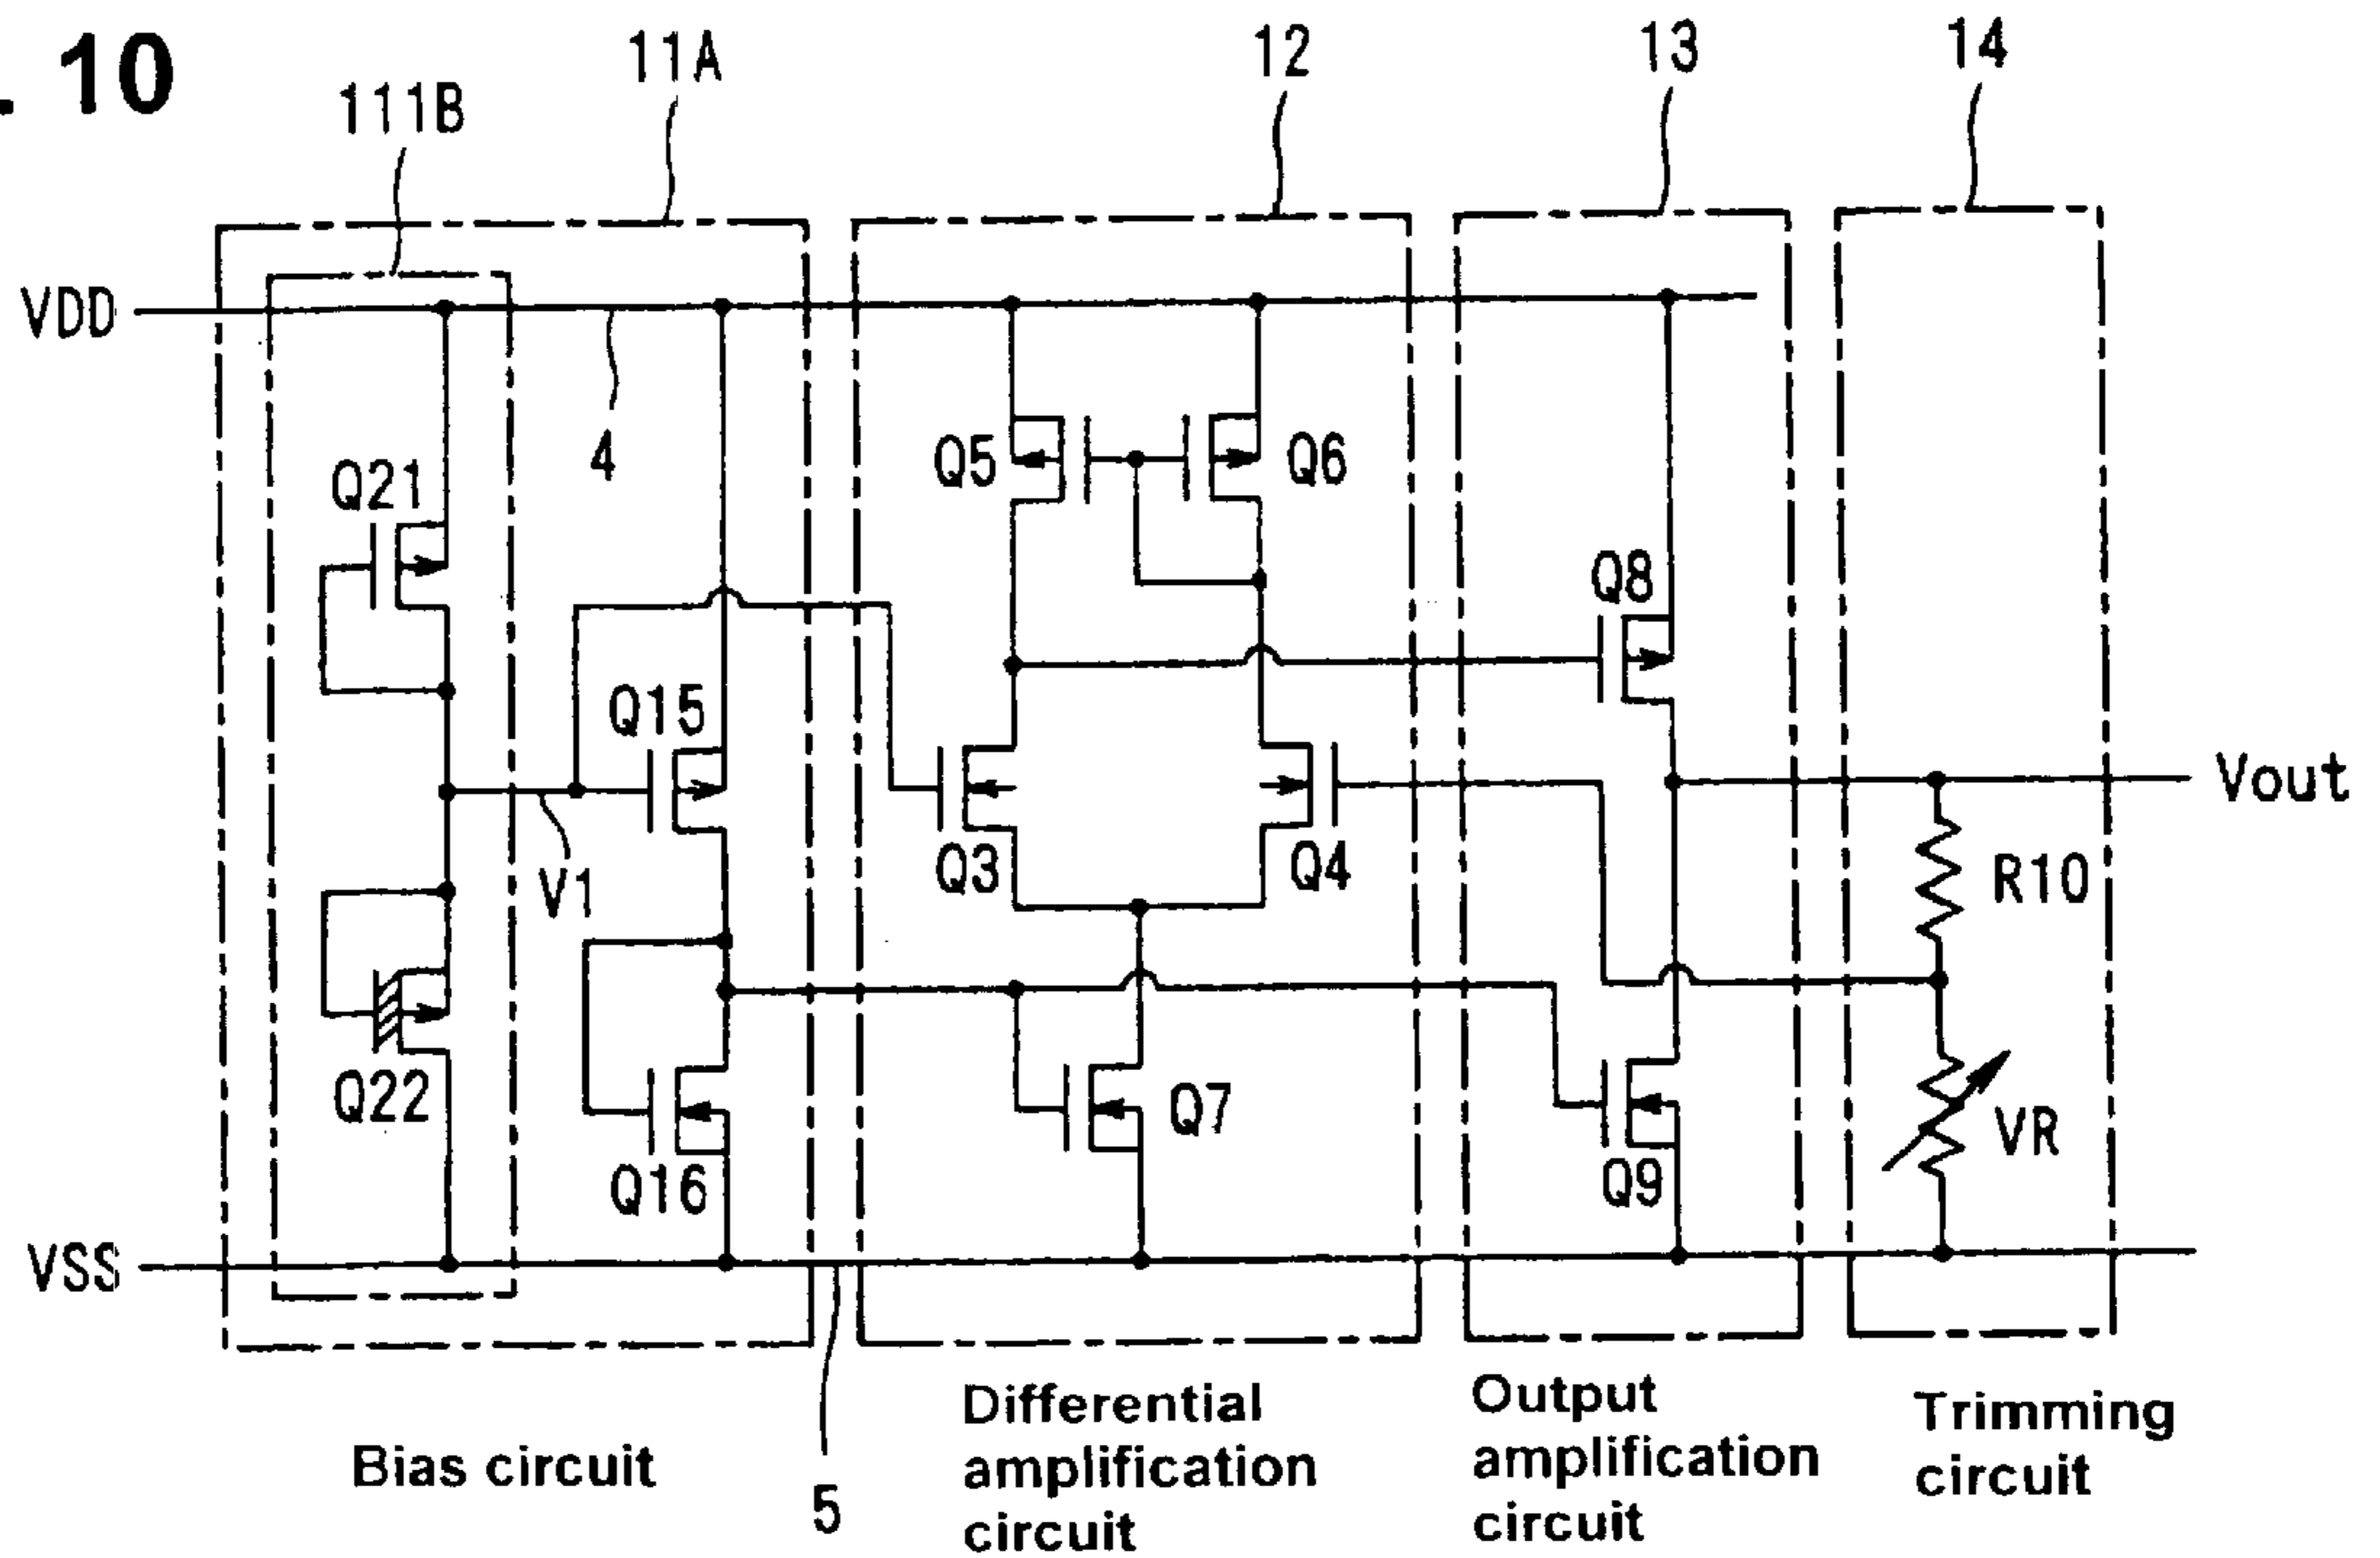 . 10
11A
12
13
14
111B
VDD
4
Q21
Q5
Q6
Q8
Q15
Vout
V1
Q3
Q4
R10
Q22
Q7
VR
Q16
Q9
VSS
Bias circuit
5
Differential
amplification
circuit
Output
amplification
circuit
Trimming
circuit